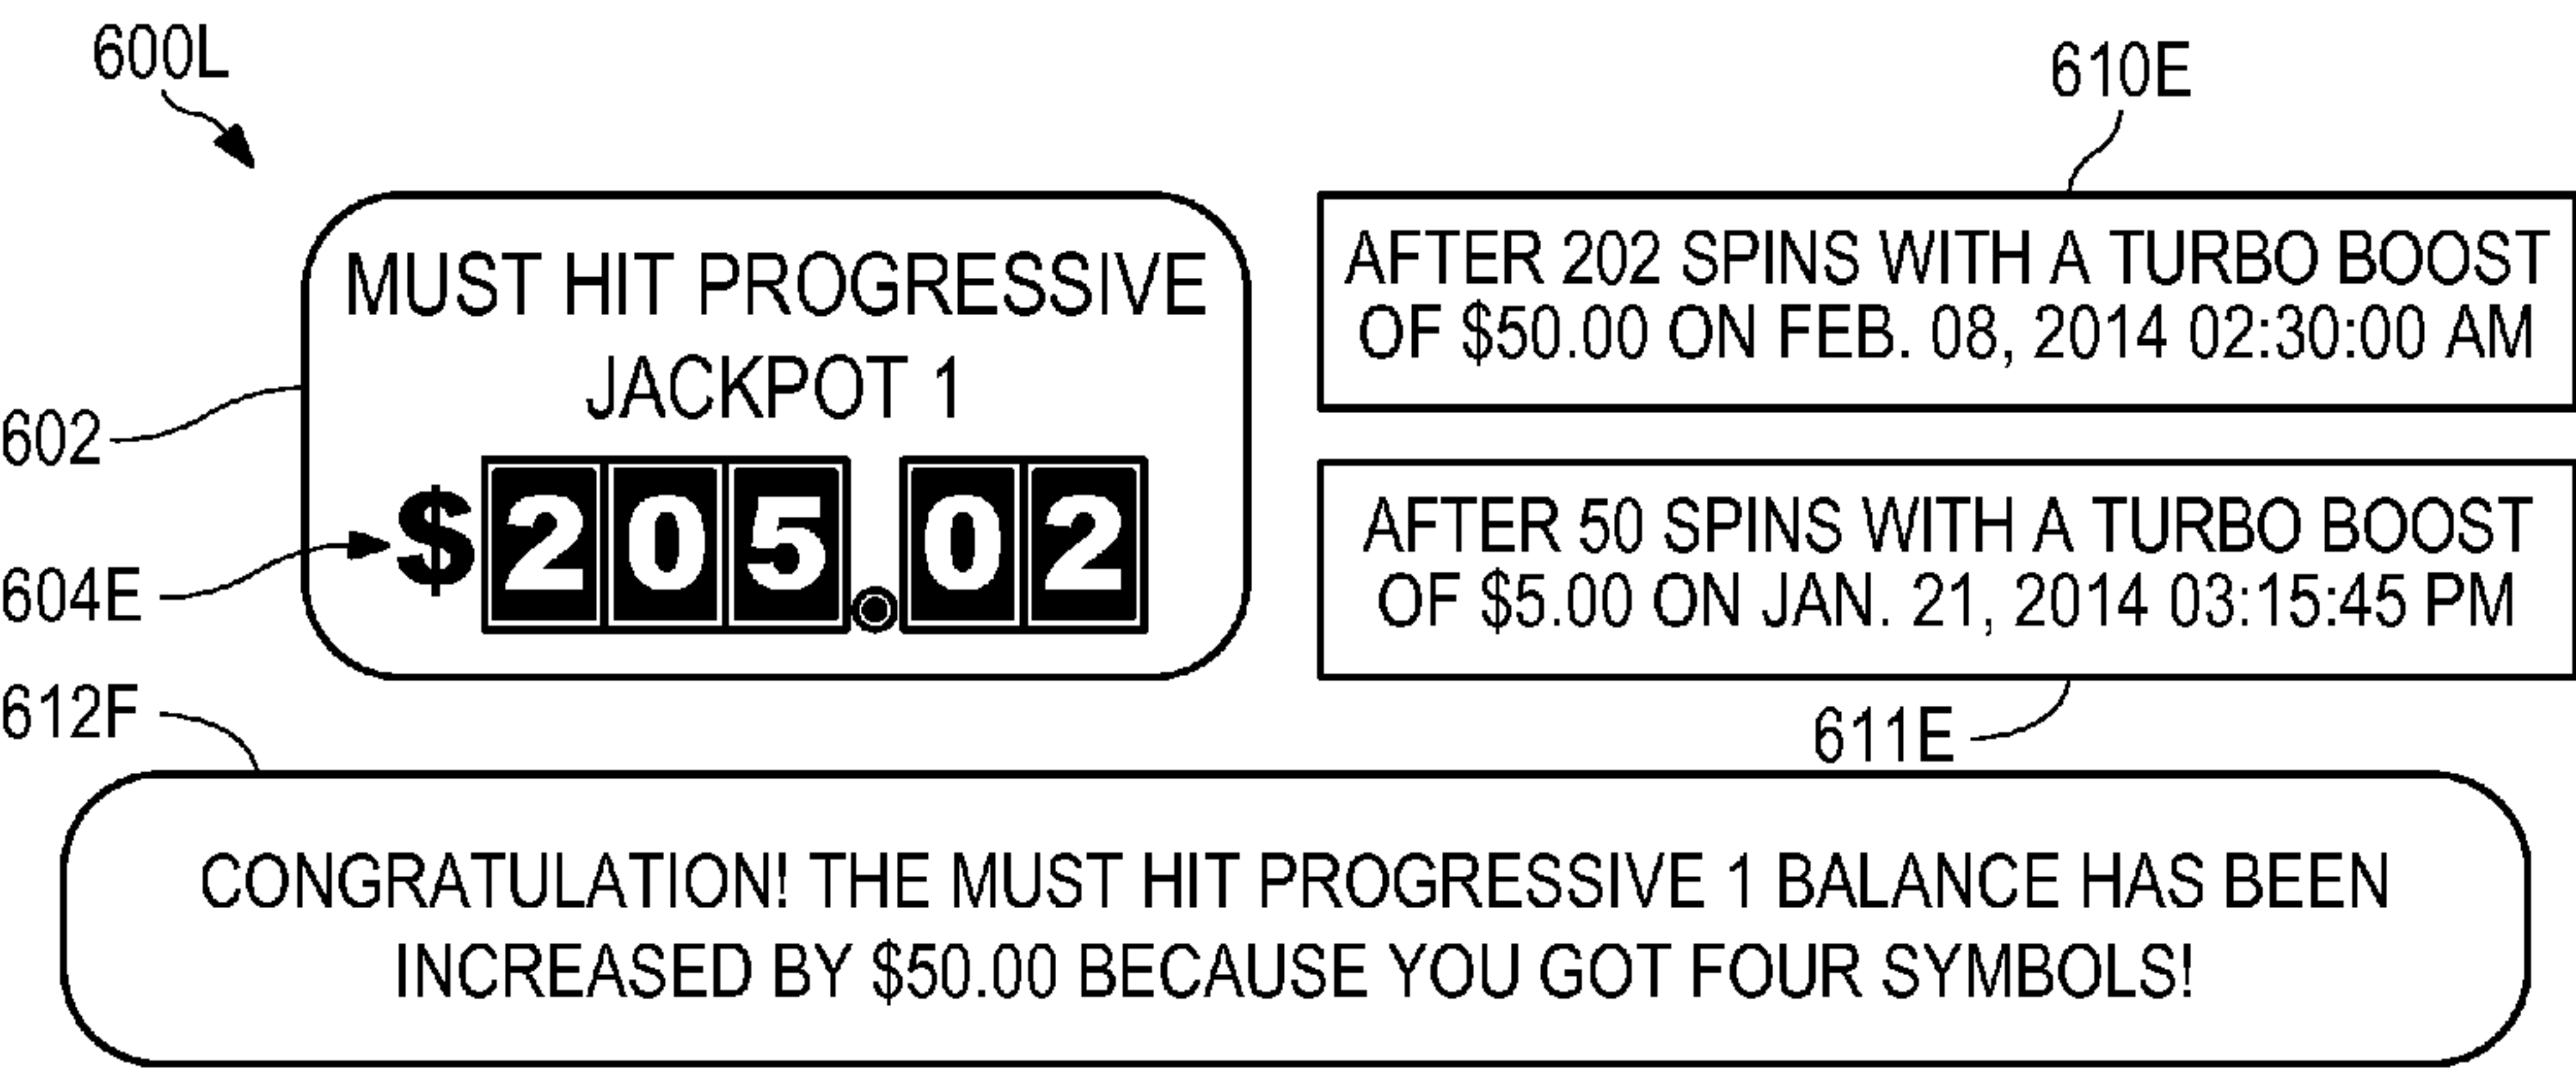 600L
610E
MUST HIT PROGRESSIVE
JACKPOT 1
$205.02
602
604E
AFTER 202 SPINS WITH A TURBO BOOST
OF $50.00 ON FEB. 08, 2014 02:30:00 AM
AFTER 50 SPINS WITH A TURBO BOOST
OF $5.00 ON JAN. 21, 2014 03:15:45 PM
611E
612F
CONGRATULATION! THE MUST HIT PROGRESSIVE 1 BALANCE HAS BEEN
INCREASED BY $50.00 BECAUSE YOU GOT FOUR SYMBOLS!